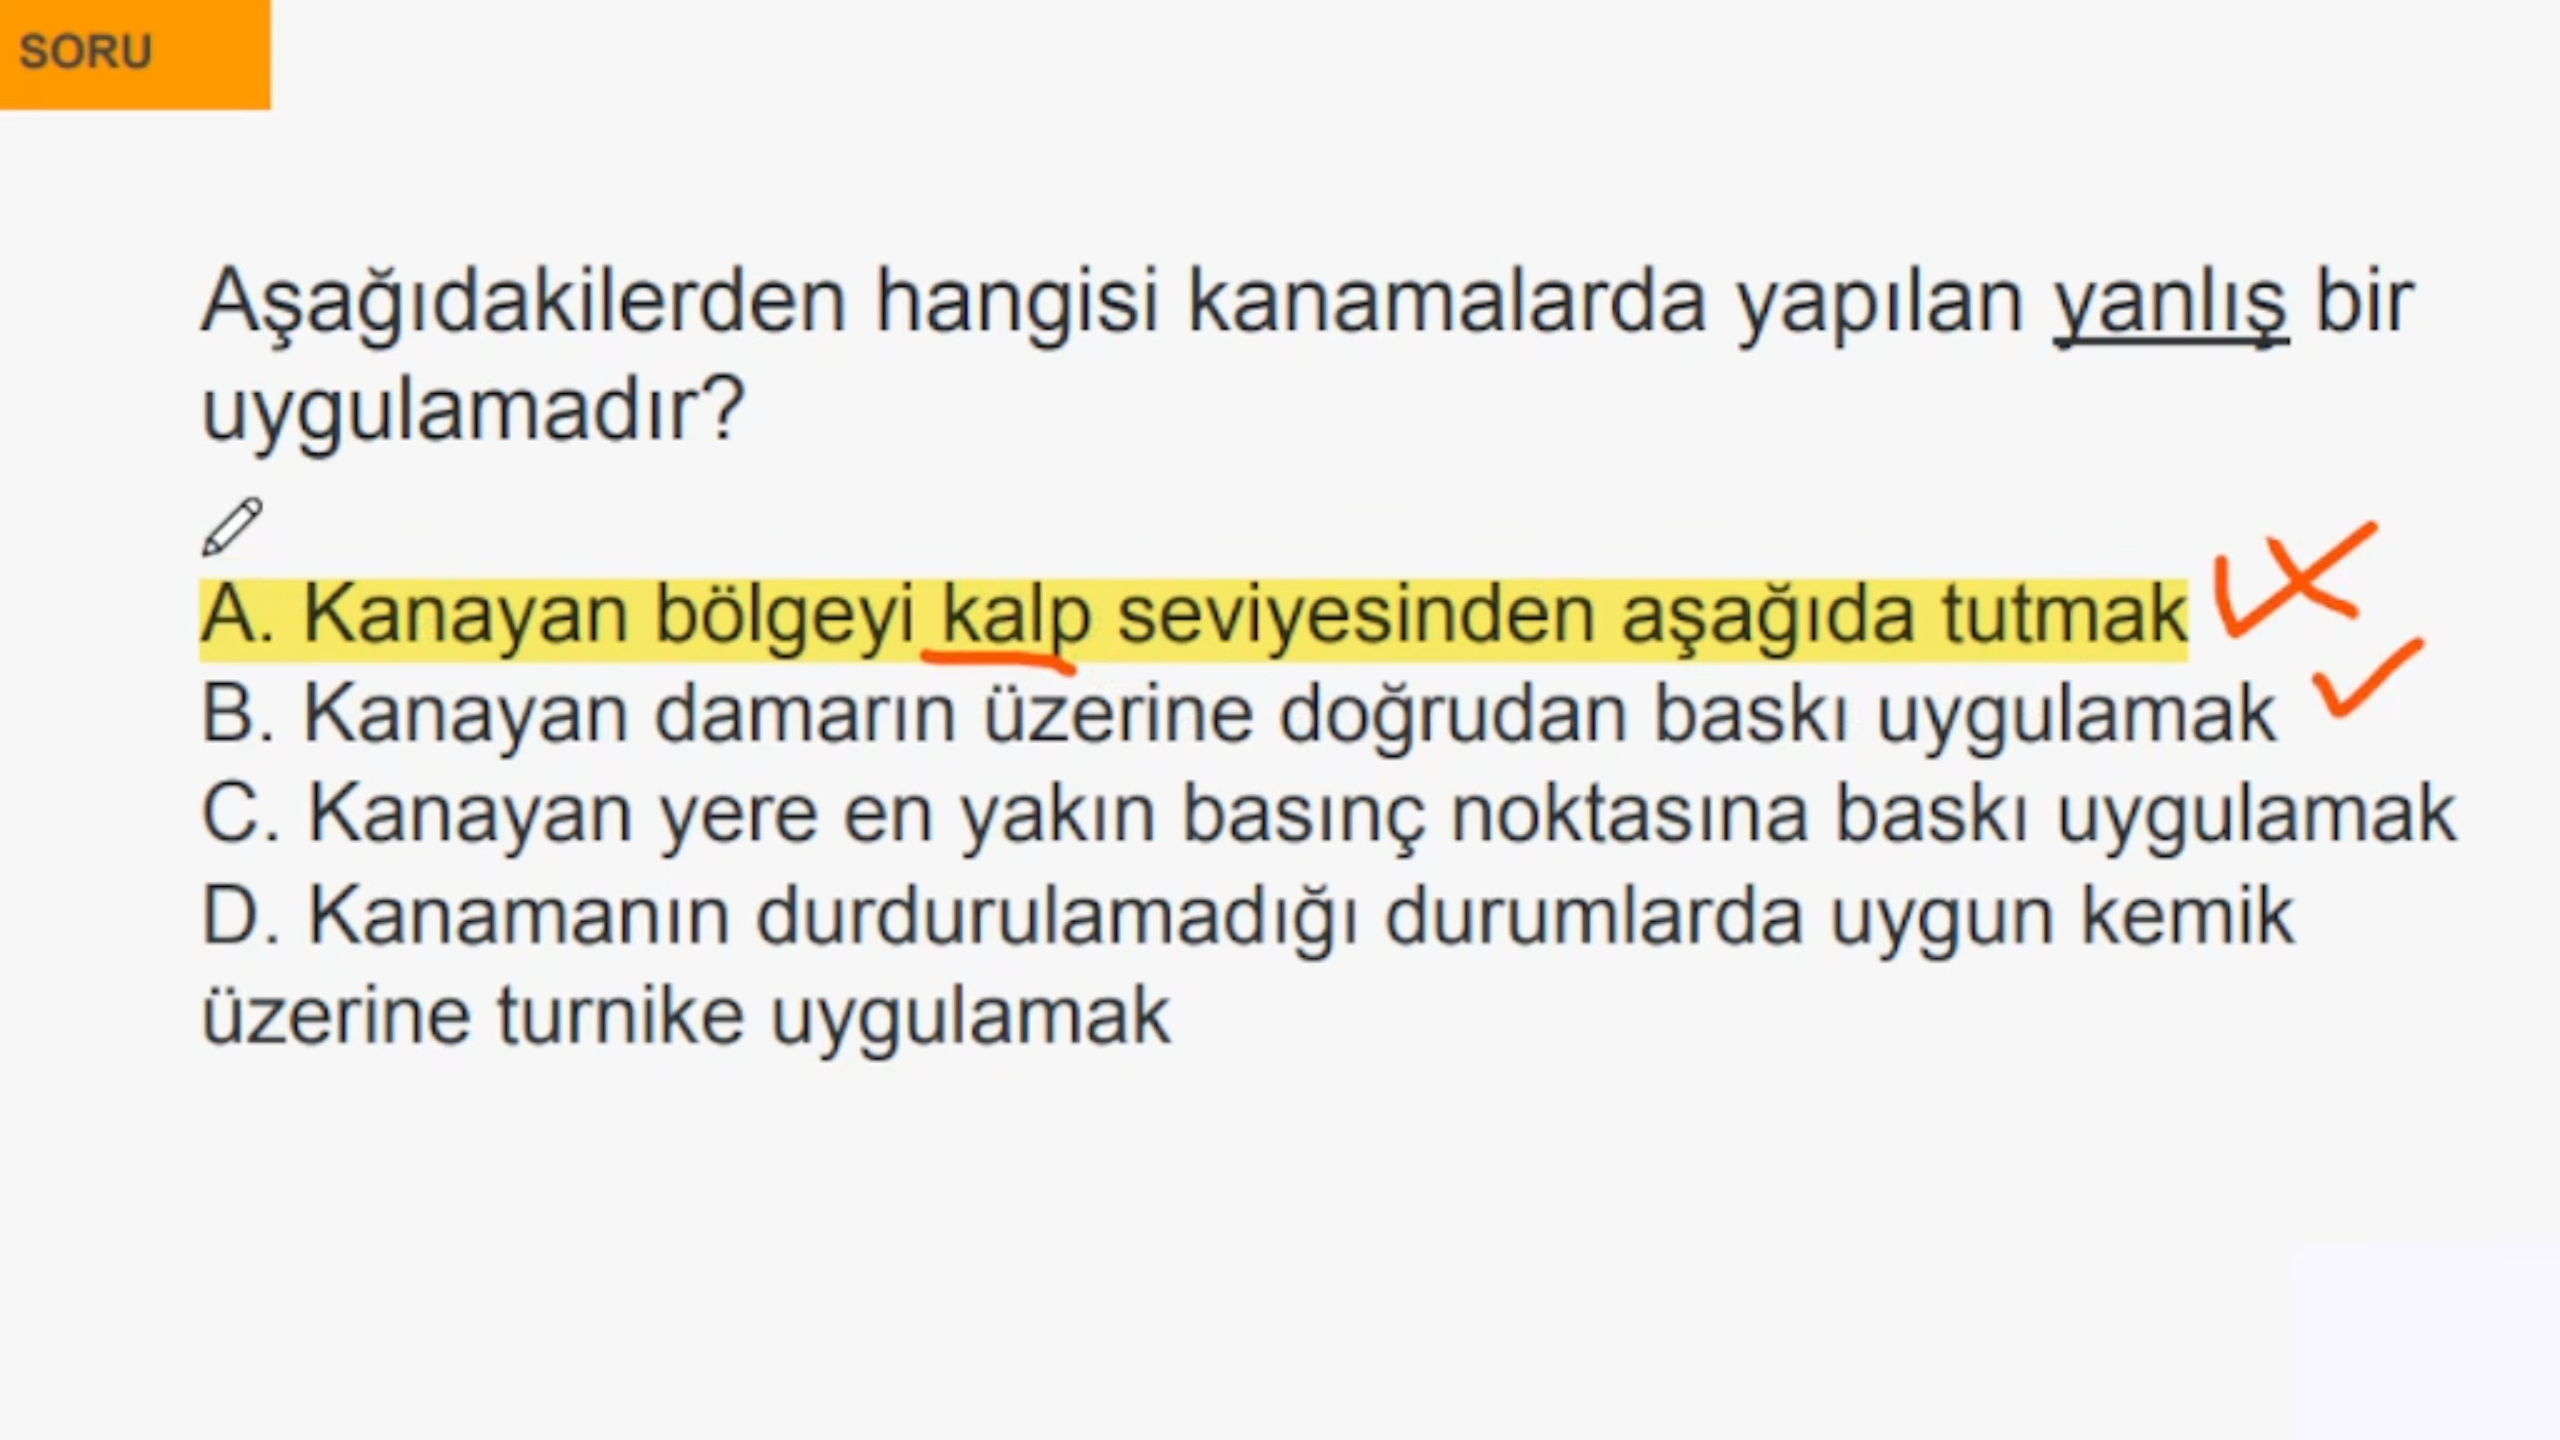 SORU
Aşağıdakilerden hangisi kanamalarda yapılan yanlış bir
uygulamadır?
A. Kanayan bölgeyi kalp seviyesinden aşağıda tutmak
B. Kanayan damarın üzerine doğrudan baskı uygulamak
C. Kanayan yere en yakın basınç noktasına baskı uygulamak
D. Kanamanın durdurulamadığı durumlarda uygun kemik
üzerine turnike uygulamak